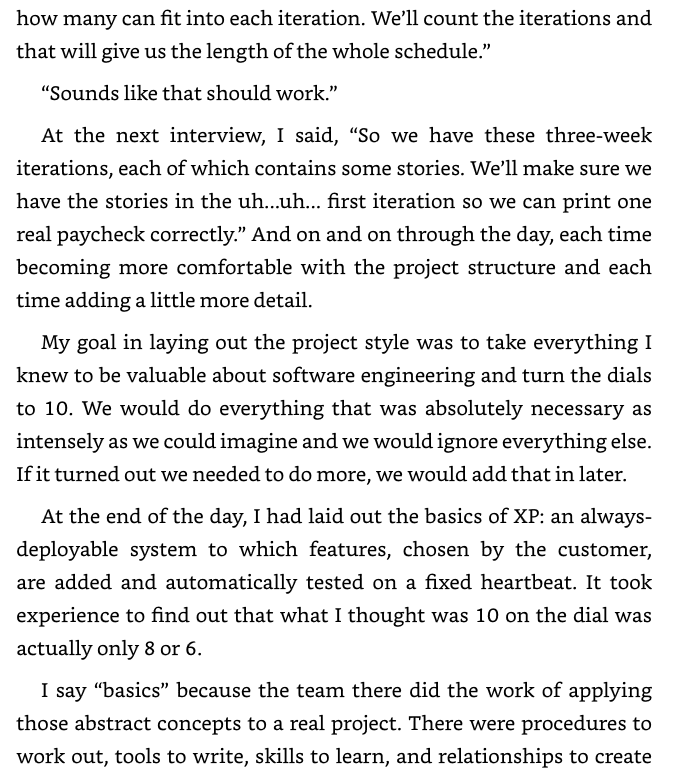 how many can fit into each iteration. We’ll count the iterations and
that will give us the length of the whole schedule.”
“Sounds like that should work.”
At the next interview, I said, “So we have these three-week
iterations, each of which contains some stories. We’ll make sure we
have the stories in the uh...uh... first iteration so we can print one
real paycheck correctly.” And on and on through the day, each time
becoming more comfortable with the project structure and each
time adding a little more detail.
My goal in laying out the project style was to take everything I
knew to be valuable about software engineering and turn the dials
to 10. We would do everything that was absolutely necessary as
intensely as we could imagine and we would ignore everything else.
If it turned out we needed to do more, we would add that in later.
At the end of the day, I had laid out the basics of XP: an always-
deployable system to which features, chosen by the customer,
are added and automatically tested on a fixed heartbeat. It took
experience to find out that what I thought was 10 on the dial was
actually only 8 or 6.
I say “basics” because the team there did the work of applying
those abstract concepts to a real project. There were procedures to
work out, tools to write, skills to learn, and relationships to create